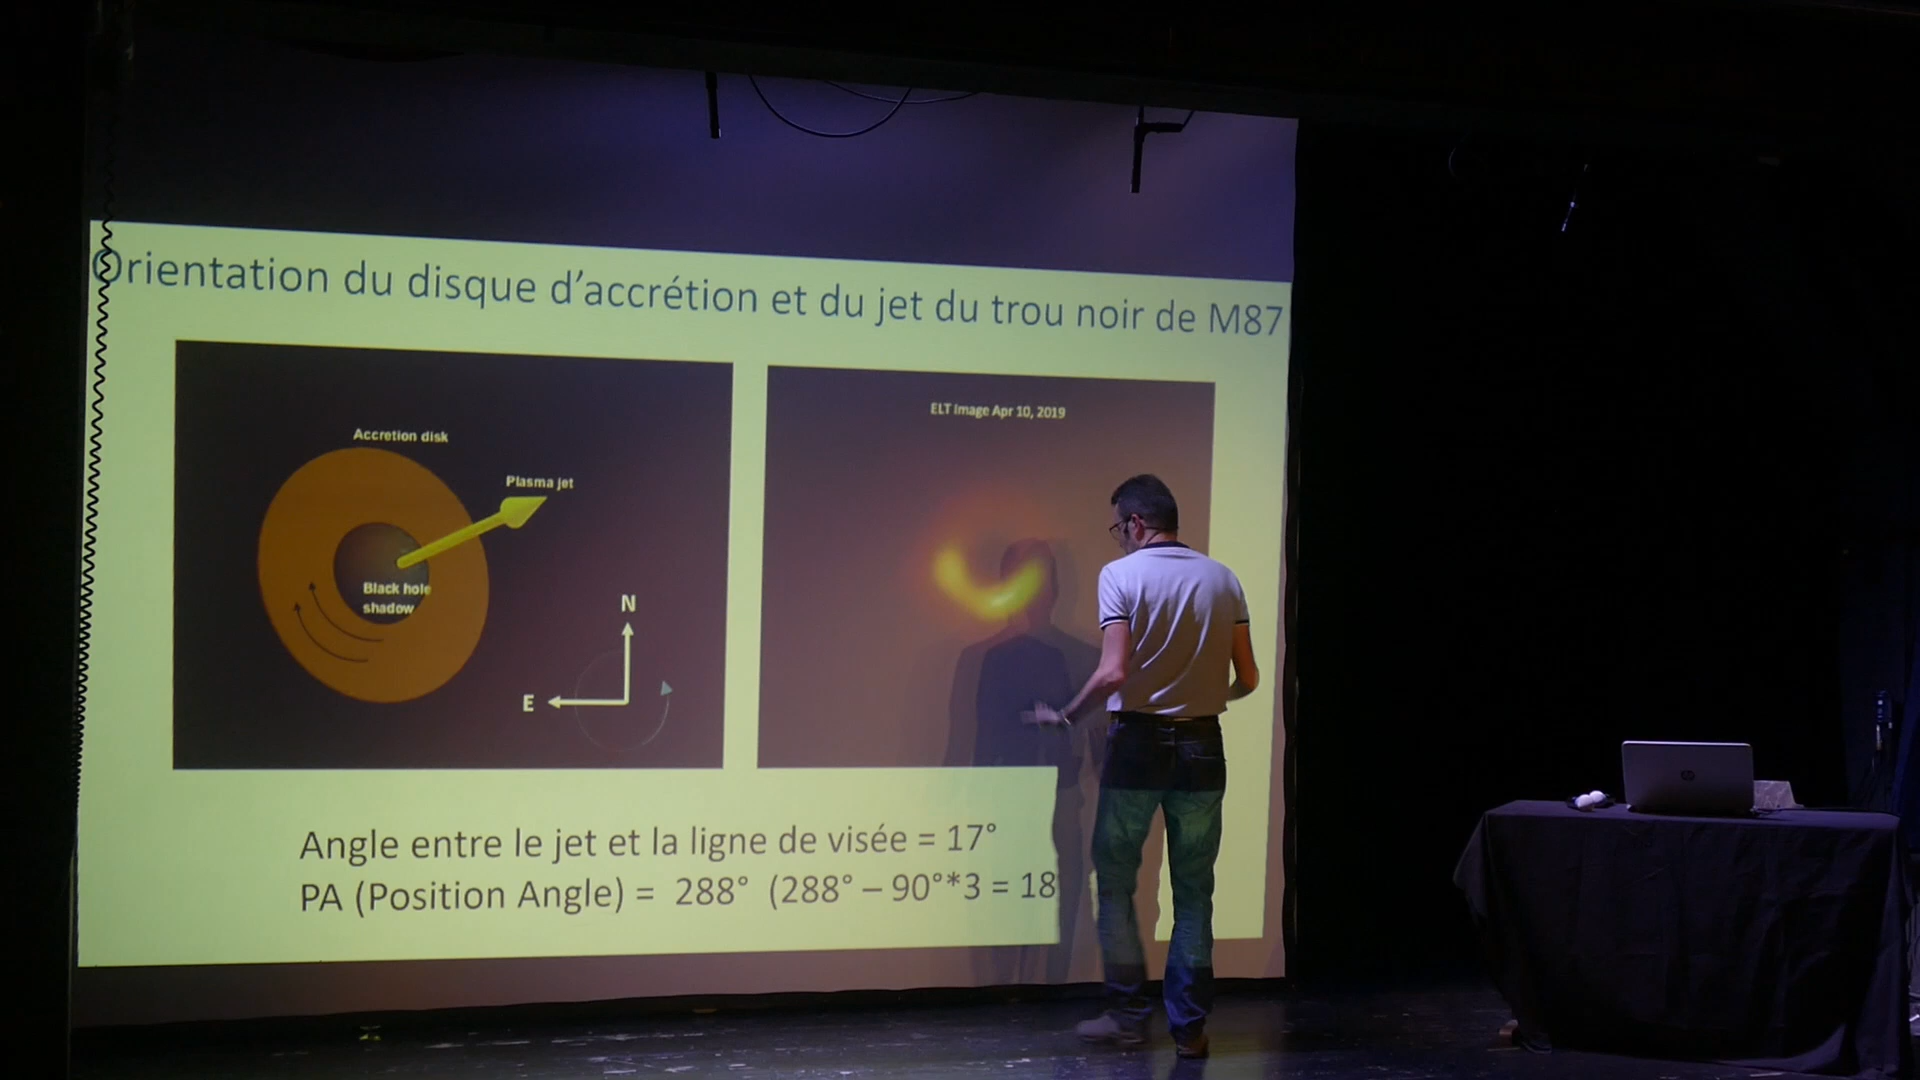 Orientation du disque d'accrétion et du jet du trou noir de M87
Accretion disk
Plasma jet
Black hole
shadow
N
E
ELT Image Apr 10, 2019
Angle entre le jet et la ligne de visée = 17°
PA (Position Angle) = 288° (288° – 90°*3 = 18
hp